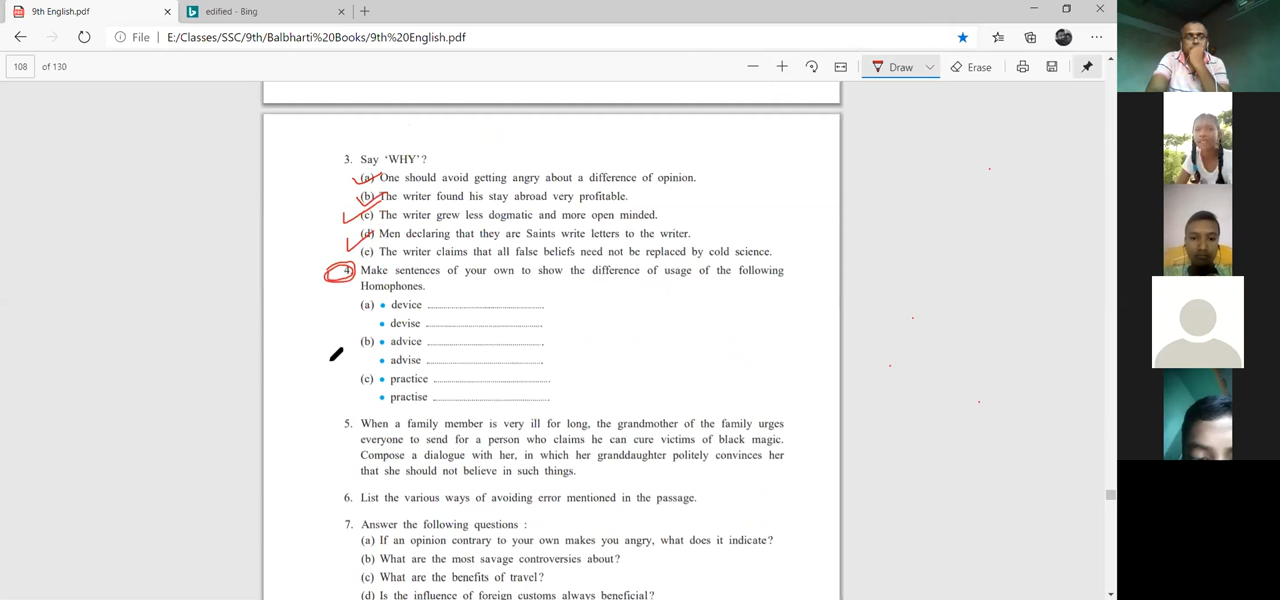 9th English.pdf
edified - Bing
File
E:/Classes/SSC/9th/Balbharti%20Books/9th%20English.pdf
108 of 130
Draw
Erase
3. Say ‘WHY’?
(a) One should avoid getting angry about a difference of opinion.
(b) The writer found his stay abroad very profitable.
(c) The writer grew less dogmatic and more open minded.
(d) Men declaring that they are Saints write letters to the writer.
(e) The writer claims that all false beliefs need not be replaced by cold science.
4. Make sentences of your own to show the difference of usage of the following
Homophones.
(a) • device ................................................
• devise ................................................
(b) • advice ................................................
• advise ................................................
(c) • practice ................................................
• practise ................................................
5. When a family member is very ill for long, the grandmother of the family urges
everyone to send for a person who claims he can cure victims of black magic.
Compose a dialogue with her, in which her granddaughter politely convinces her
that she should not believe in such things.
6. List the various ways of avoiding error mentioned in the passage.
7. Answer the following questions :
(a) If an opinion contrary to your own makes you angry, what does it indicate?
(b) What are the most savage controversies about?
(c) What are the benefits of travel?
(d) Is the influence of foreign customs always beneficial?